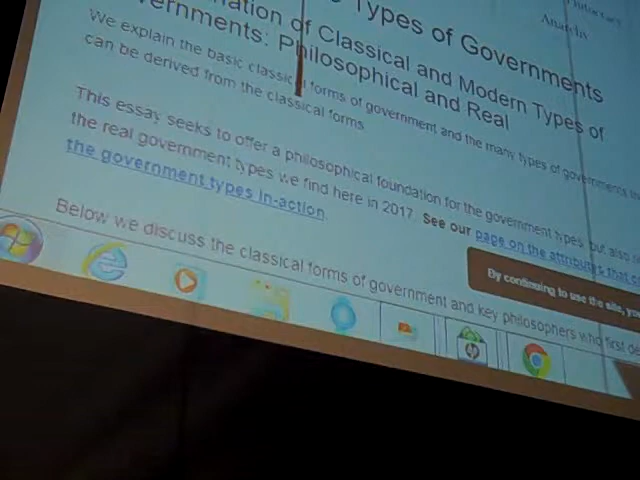 Anarchy
Types of Governments
of Classical and Modern Types of
Philosophical and Real
We explain the basic classical forms of government and the many types of governments
can be derived from the classical forms.
This essay seeks to offer a philosophical foundation for the government types, but also
the real government types we find here in 2017. See our page on the attributes that
the government types in-action.
Below we discuss the classical forms of government and key philosophers who first
By continuing to use the site, you
hp